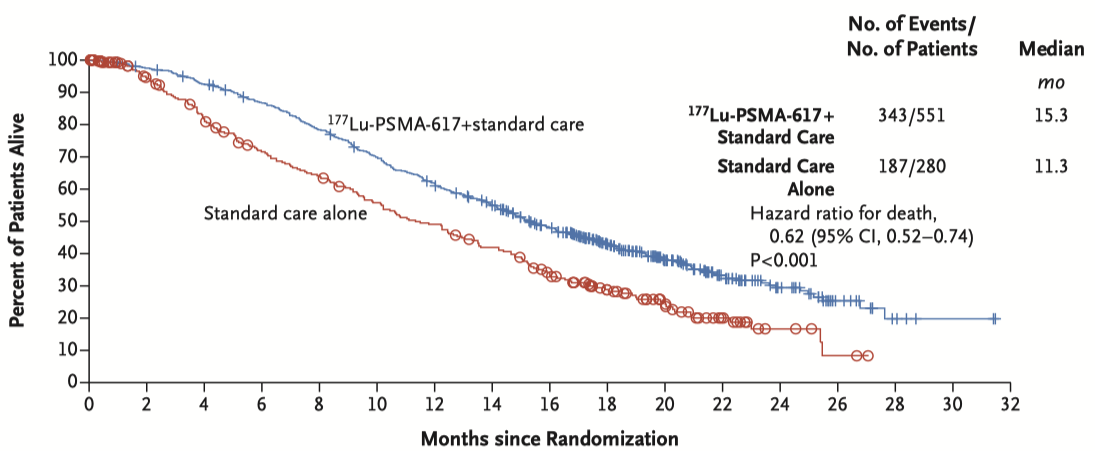 No. of Events/
No. of Patients
Median
mo
¹⁷⁷Lu-PSMA-617+
Standard Care
343/551
15.3
Standard Care
Alone
187/280
11.3
Hazard ratio for death,
0.62 (95% CI, 0.52–0.74)
P<0.001
¹⁷⁷Lu-PSMA-617+standard care
Standard care alone
Percent of Patients Alive
100
90
80
70
60
50
40
30
20
10
0
0 2 4 6 8 10 12 14 16 18 20 22 24 26 28 30 32
Months since Randomization